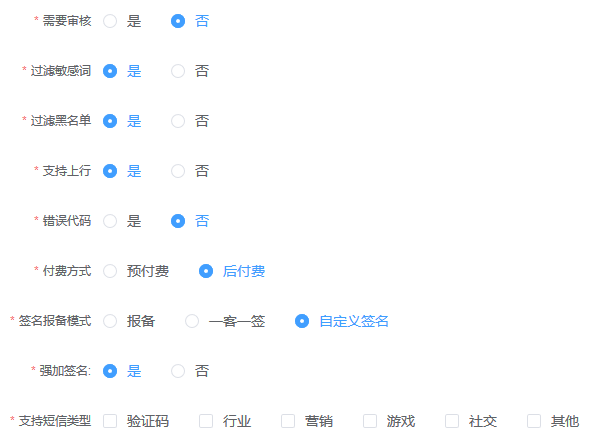 * 需要审核 是 否
* 过滤敏感词 是 否
* 过滤黑名单 是 否
* 支持上行 是 否
* 错误代码 是 否
* 付费方式 预付费 后付费
* 签名报备模式 报备 一客一签 自定义签名
* 强加签名: 是 否
* 支持短信类型 验证码 行业 营销 游戏 社交 其他